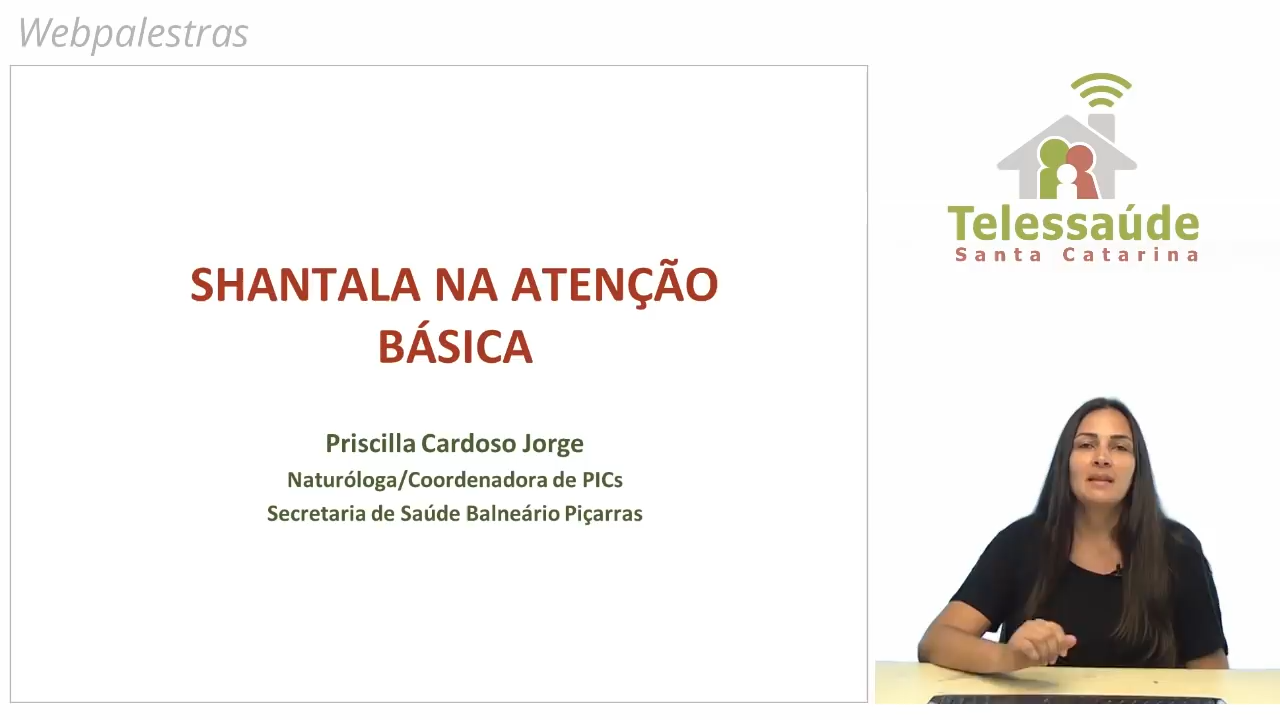 Webpalestras
Telessaúde
Santa Catarina
SHANTALA NA ATENÇÃO
BÁSICA
Priscilla Cardoso Jorge
Naturóloga/Coordenadora de PICs
Secretaria de Saúde Balneário Piçarras